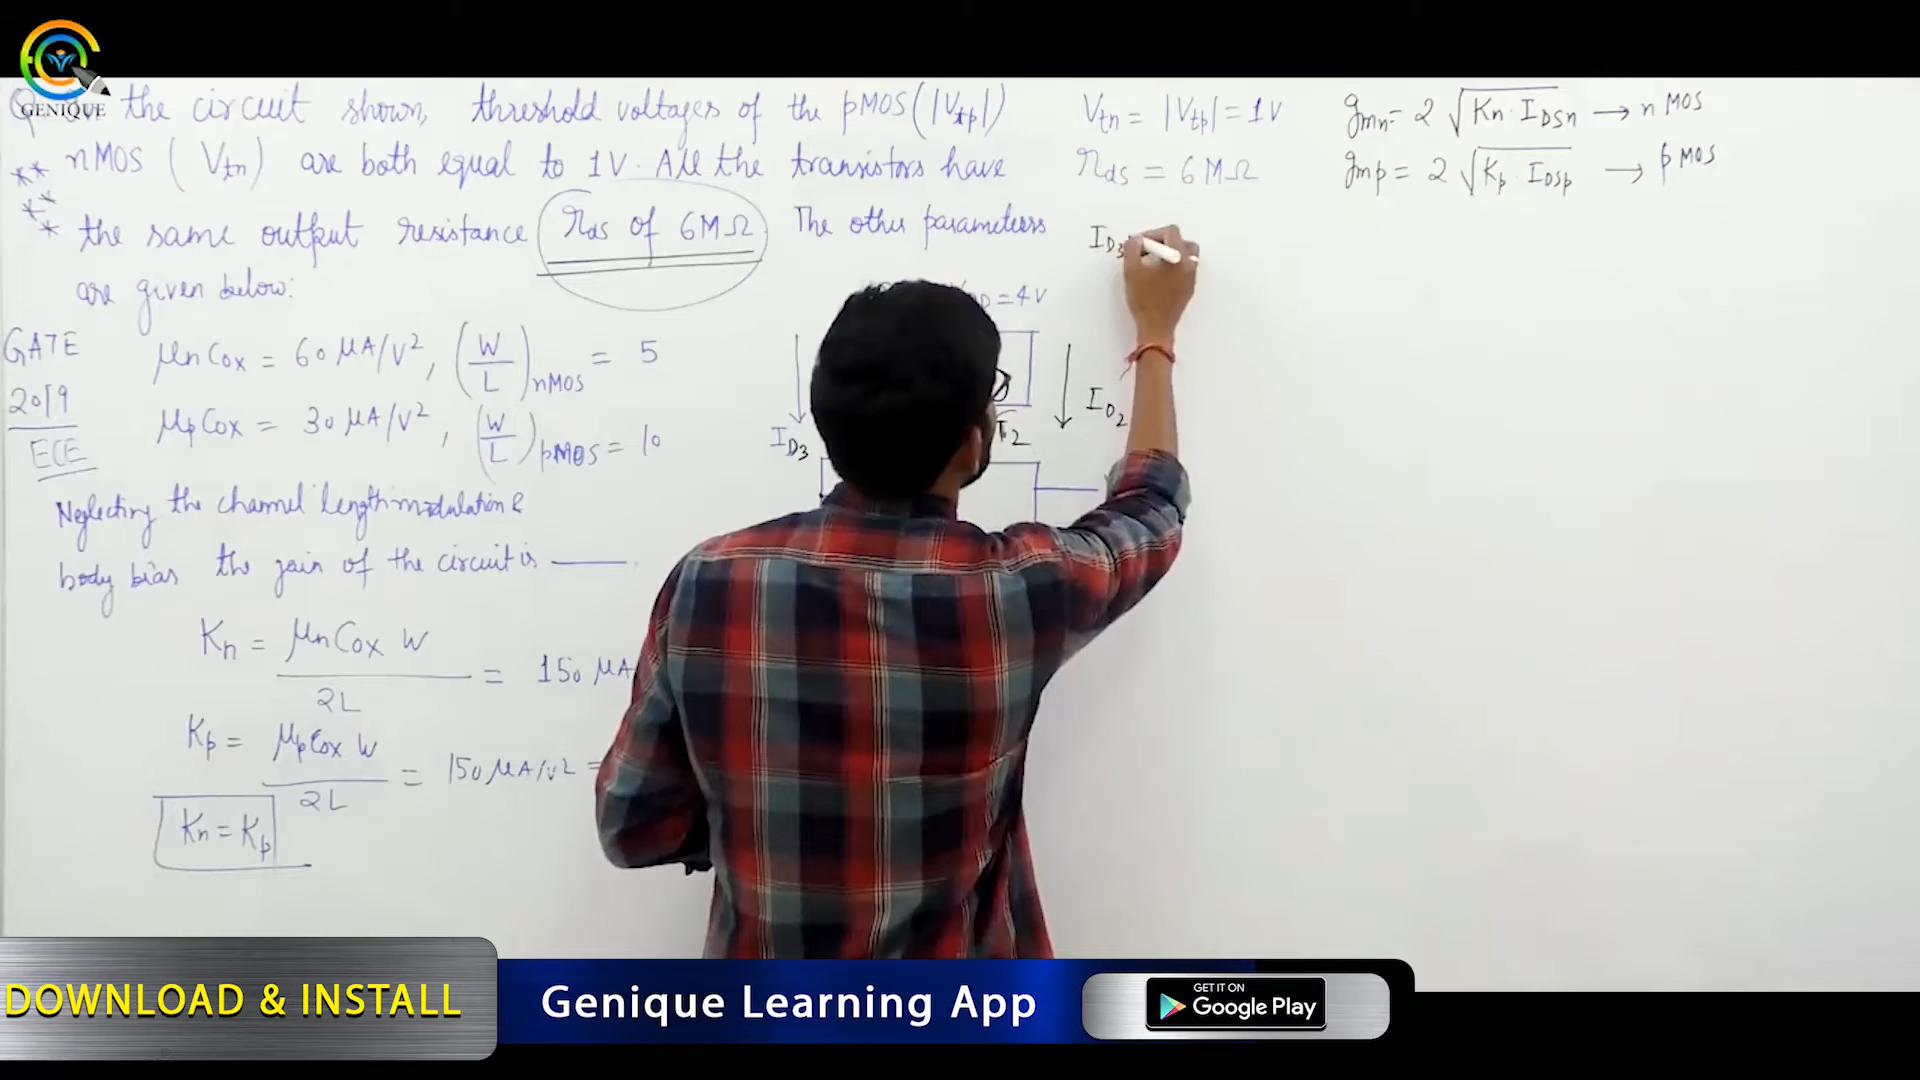 GENIQUE
the circuit shown, threshold voltages of the pMOS (|Vtp|)
nMOS ( Vtn) are both equal to 1V. All the transistors have
the same output resistance rds of 6MΩ The other parameters
are given below:
GATE
2019
ECE
μnCox = 60 μA/V², (W/L)nMOS = 5
μpCox = 30 μA/V², (W/L)pMOS = 10
Neglecting the channel length modulation &
body bias the gain of the circuit is ____.
Kn = μnCox W / 2L = 150 μA
Kp = μpCox W / 2L = 150 μA/V2 =
Kn = Kp
= 4V
ID3
ID2
Vtn = |Vtp| = 1V
rds = 6MΩ
ID3
gmn = 2 √Kn · IDSn → nMOS
gmp = 2 √Kp · IDSp → pMOS
DOWNLOAD & INSTALL
Genique Learning App
GET IT ON
Google Play